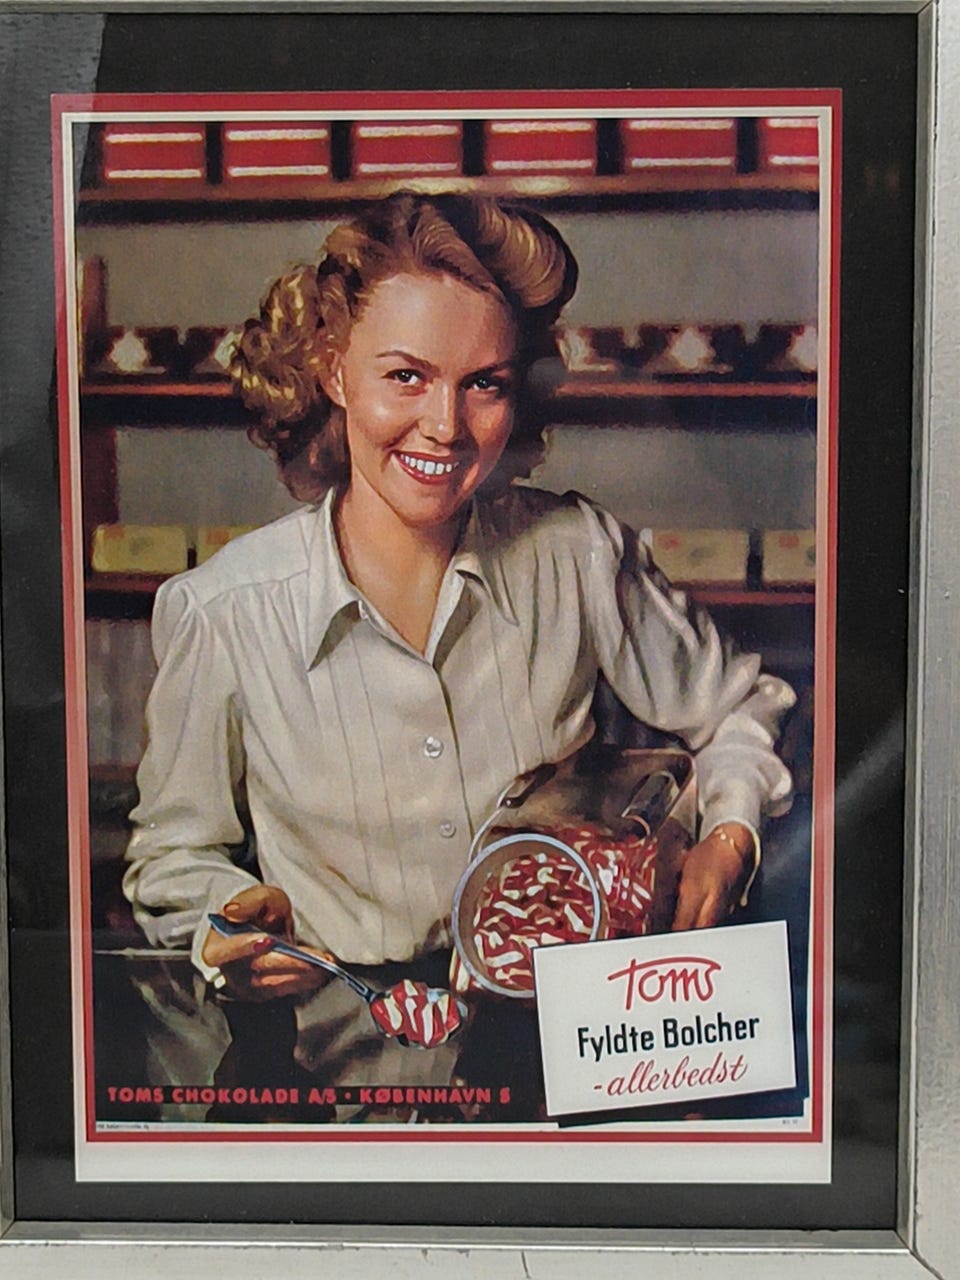 Toms
Fyldte Bolcher
-allerbedst
TOMS CHOKOLADE A/S · KØBENHAVN S